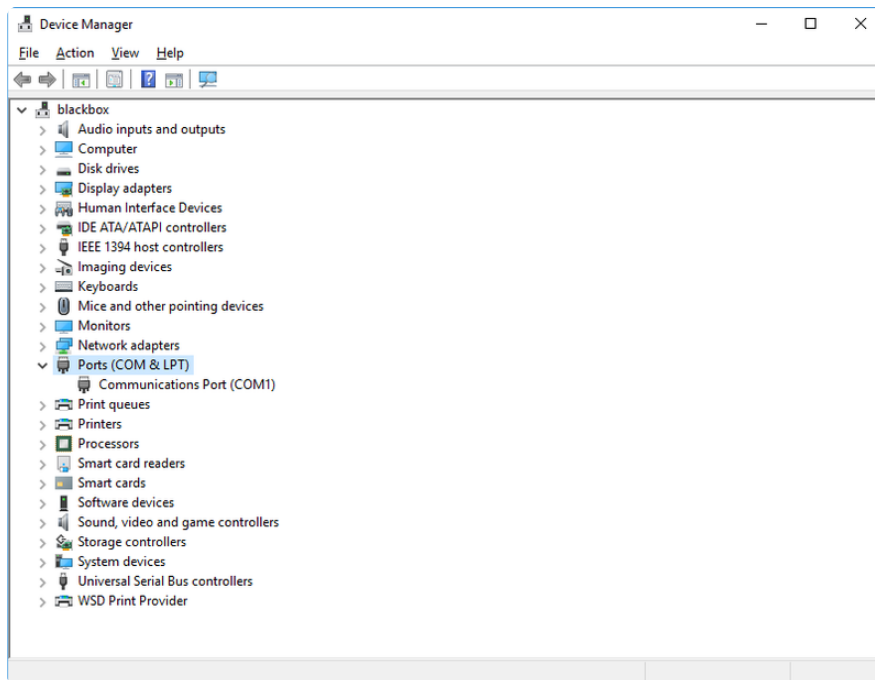 Device Manager
File Action View Help
blackbox
Audio inputs and outputs
Computer
Disk drives
Display adapters
Human Interface Devices
IDE ATA/ATAPI controllers
IEEE 1394 host controllers
Imaging devices
Keyboards
Mice and other pointing devices
Monitors
Network adapters
Ports (COM & LPT)
Communications Port (COM1)
Print queues
Printers
Processors
Smart card readers
Smart cards
Software devices
Sound, video and game controllers
Storage controllers
System devices
Universal Serial Bus controllers
WSD Print Provider